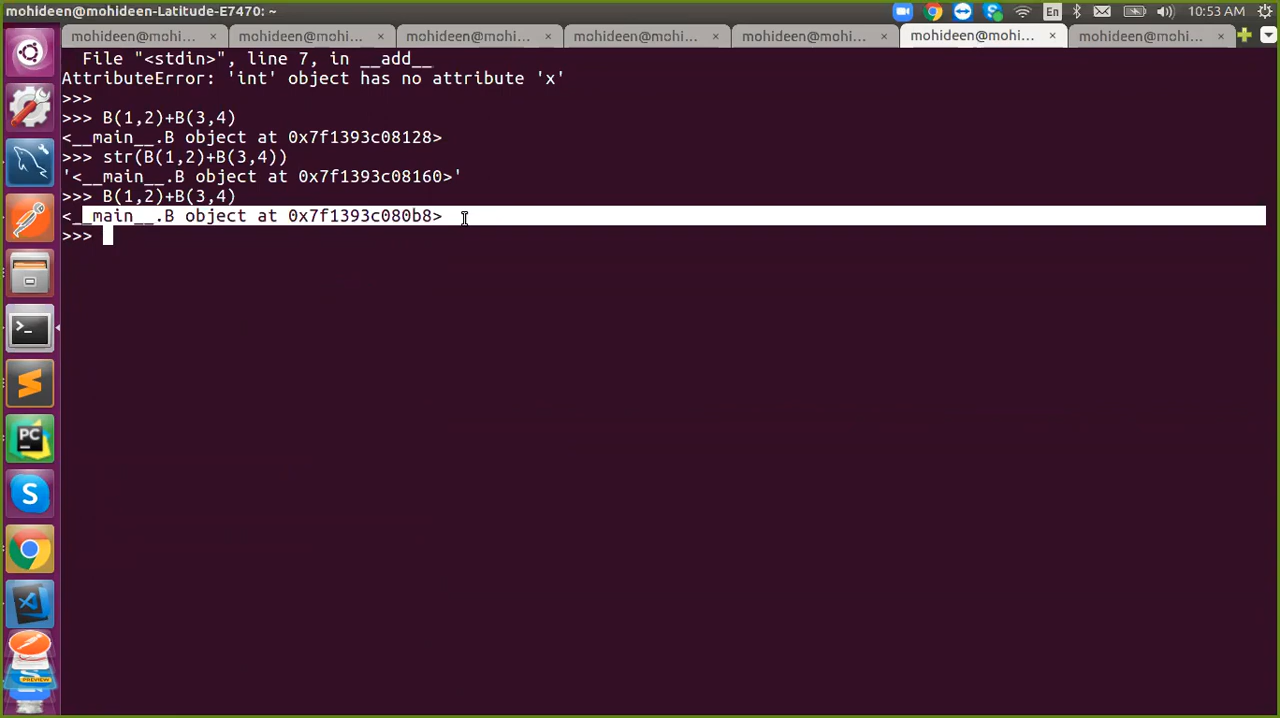 mohideen@mohideen-Latitude-E7470: ~
En
10:53 AM
mohideen@mohi...
mohideen@mohi...
mohideen@mohi...
mohideen@mohi...
mohideen@mohi...
mohideen@mohi...
mohideen@mohi...
File "<stdin>", line 7, in __add__
AttributeError: 'int' object has no attribute 'x'
>>>
>>> B(1,2)+B(3,4)
<__main__.B object at 0x7f1393c08128>
>>> str(B(1,2)+B(3,4))
'<__main__.B object at 0x7f1393c08160>'
>>> B(1,2)+B(3,4)
<__main__.B object at 0x7f1393c080b8>
>>>
>_
PC
S
PREVIEW